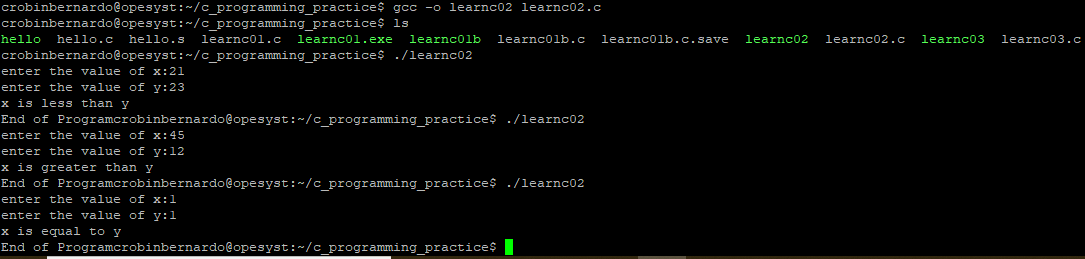 crobinbernardo@opesyst:~/c_programming_practice$ gcc -o learnc02 learnc02.c
crobinbernardo@opesyst:~/c_programming_practice$ ls
hello  hello.c  hello.s  learnc01.c  learnc01.exe  learnc01b  learnc01b.c  learnc01b.c.save  learnc02  learnc02.c  learnc03  learnc03.c
crobinbernardo@opesyst:~/c_programming_practice$ ./learnc02
enter the value of x:21
enter the value of y:23
x is less than y
End of Programcrobinbernardo@opesyst:~/c_programming_practice$ ./learnc02
enter the value of x:45
enter the value of y:12
x is greater than y
End of Programcrobinbernardo@opesyst:~/c_programming_practice$ ./learnc02
enter the value of x:1
enter the value of y:1
x is equal to y
End of Programcrobinbernardo@opesyst:~/c_programming_practice$